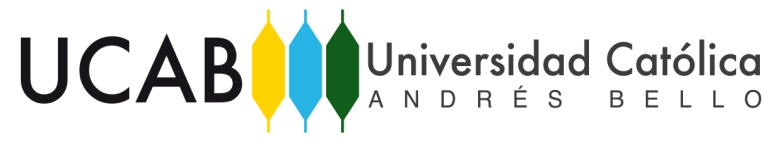 UCAB
Universidad Católica
ANDRÉS BELLO